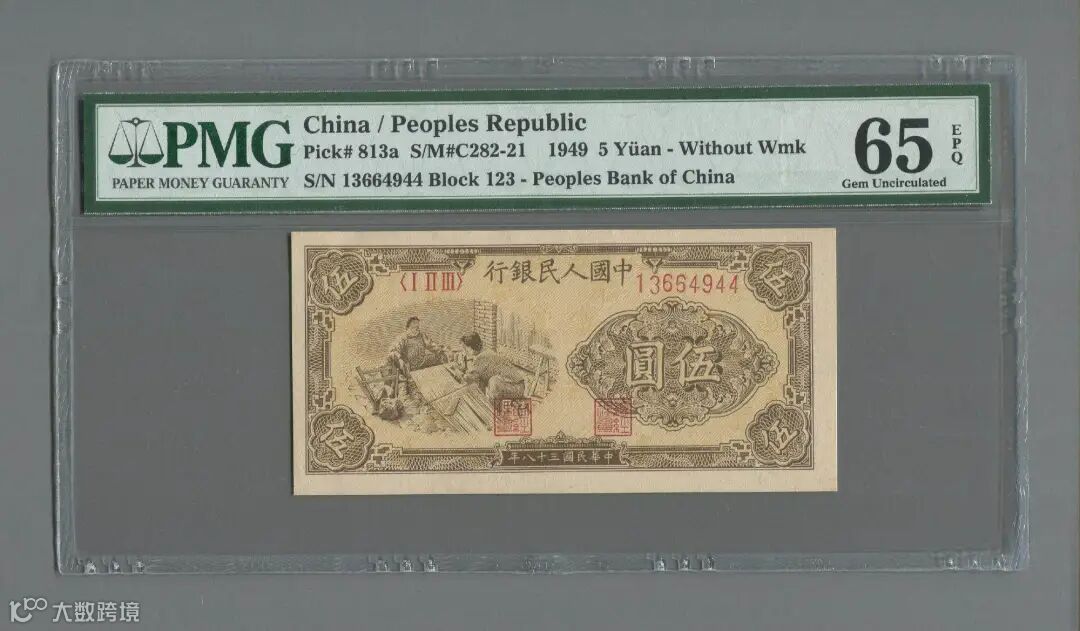 PMG
PAPER MONEY GUARANTY
China / Peoples Republic
Pick# 813a S/M#C282-21 1949 5 Yüan - Without Wmk
S/N 13664944 Block 123 - Peoples Bank of China
65
EPQ
Gem Uncirculated
伍
行銀民人國中
伍
〈I II III〉
13664944
圓伍
伍
年八十三國民華中
伍
大数跨境